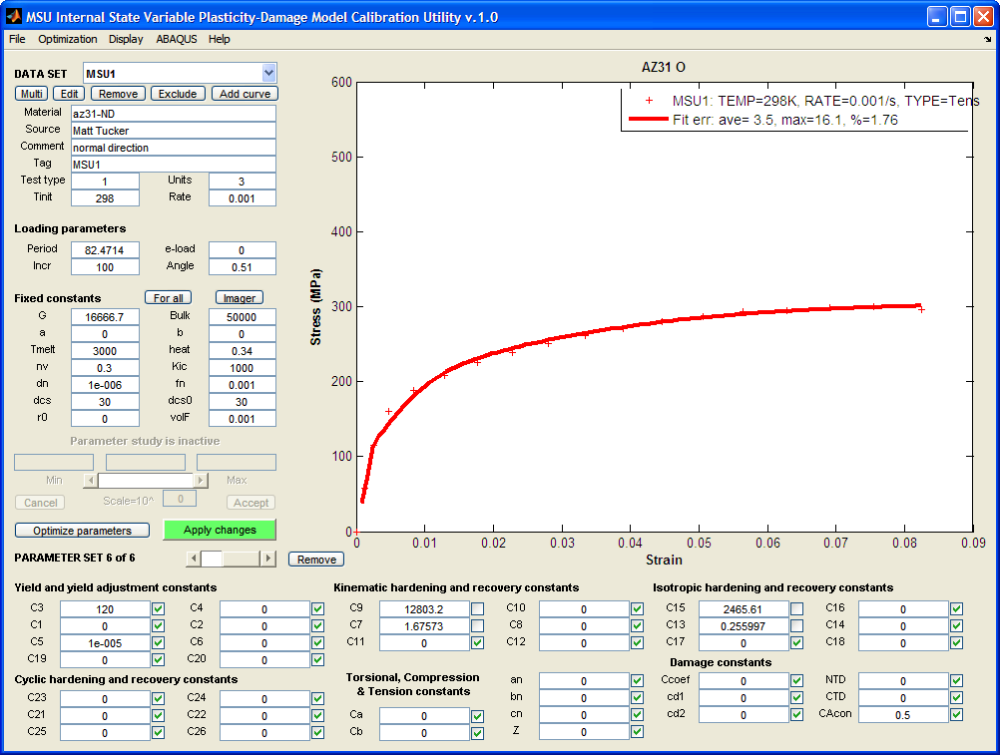 MSU Internal State Variable Plasticity-Damage Model Calibration Utility v.1.0
File Optimization Display ABAQUS Help
DATA SET MSU1
Multi Edit Remove Exclude Add curve
Material az31-ND
Source Matt Tucker
Comment normal direction
Tag MSU1
Test type 1 Units 3
Tinit 298 Rate 0.001
Loading parameters
Period 82.4714 e-load 0
Incr 100 Angle 0.51
Fixed constants For all Imager
G 16666.7 Bulk 50000
a 0 b 0
Tmelt 3000 heat 0.34
nv 0.3 Kic 1000
dn 1e-006 fn 0.001
dcs 30 dcs0 30
r0 0 volF 0.001
Parameter study is inactive
Min Max
Scale=10^ 0
Cancel Accept
Optimize parameters Apply changes
PARAMETER SET 6 of 6 Remove
AZ31 O
MSU1: TEMP=298K, RATE=0.001/s, TYPE=Tens
Fit err: ave= 3.5, max=16.1, %=1.76
600
500
400
300
200
100
0
Stress (MPa)
0 0.01 0.02 0.03 0.04 0.05 0.06 0.07 0.08 0.09
Strain
Yield and yield adjustment constants
C3 120 C4 0
C1 0 C2 0
C5 1e-005 C6 0
C19 0 C20 0
Cyclic hardening and recovery constants
C23 0 C24 0
C21 0 C22 0
C25 0 C26 0
Kinematic hardening and recovery constants
C9 12803.2 C10 0
C7 1.67573 C8 0
C11 0 C12 0
Torsional, Compression
& Tension constants
Ca 0
Cb 0
an 0
bn 0
cn 0
Z 0
Isotropic hardening and recovery constants
C15 2465.61 C16 0
C13 0.255997 C14 0
C17 0 C18 0
Damage constants
Ccoef 0 NTD 0
cd1 0 CTD 0
cd2 0 CAcon 0.5